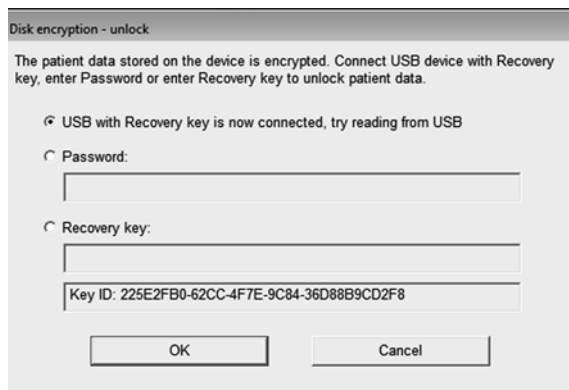 Disk encryption - unlock
The patient data stored on the device is encrypted. Connect USB device with Recovery
key, enter Password or enter Recovery key to unlock patient data.
USB with Recovery key is now connected, try reading from USB
Password:
Recovery key:
Key ID: 225E2FB0-62CC-4F7E-9C84-36D88B9CD2F8
OK
Cancel